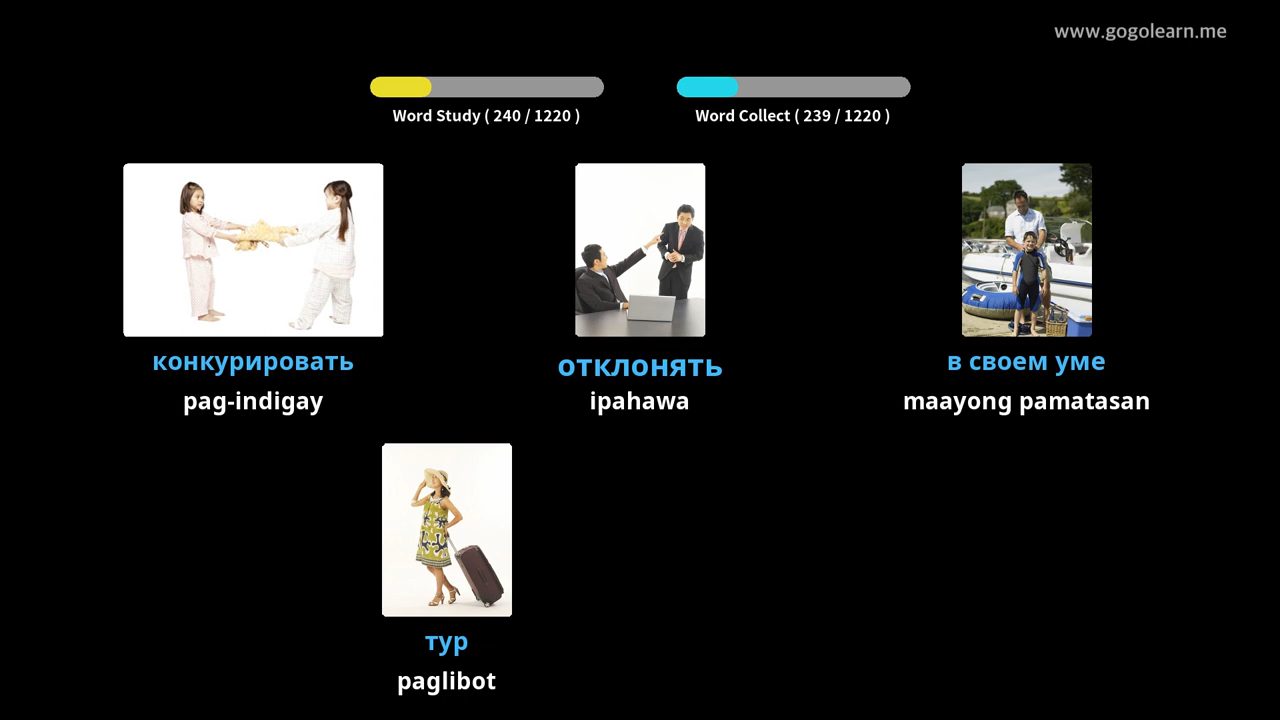 www.gogolearn.me
Word Study ( 240 / 1220 )
Word Collect ( 239 / 1220 )
конкурировать
pag-indigay
отклонять
ipahawa
в своем уме
maayong pamatasan
тур
paglibot